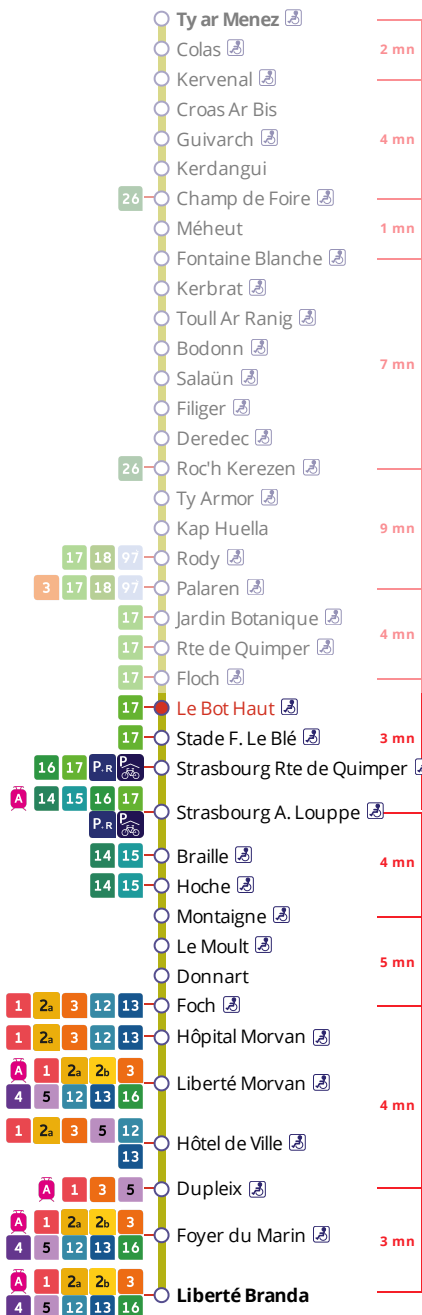 Ty ar Menez
Colas 2 mn
Kervenal
Croas Ar Bis
Guivarch 4 mn
Kerdangui
26 Champ de Foire
Méheut 1 mn
Fontaine Blanche
Kerbrat
Toull Ar Ranig
Bodonn
7 mn
Salaün
Filiger
Deredec
26 Roc'h Kerezen
Ty Armor
Kap Huella 9 mn
17 18 97 Rody
3 17 18 97 Palaren
17 Jardin Botanique
4 mn
17 Rte de Quimper
17 Floch
17 Le Bot Haut
17 Stade F. Le Blé 3 mn
16 17 P+R P Strasbourg Rte de Quimper
A 14 15 16 17
P+R P Strasbourg A. Louppe
14 15 Braille 4 mn
14 15 Hoche
Montaigne
Le Moult 5 mn
Donnart
1 2a 3 12 13 Foch
1 2a 3 12 13 Hôpital Morvan
A 1 2a 2b 3
4 5 12 13 16 Liberté Morvan
4 mn
1 2a 3 5 12
13 Hôtel de Ville
A 1 3 5 Dupleix
A 1 2a 2b 3
4 5 12 13 16 Foyer du Marin
3 mn
A 1 2a 2b 3
4 5 12 13 16 Liberté Branda